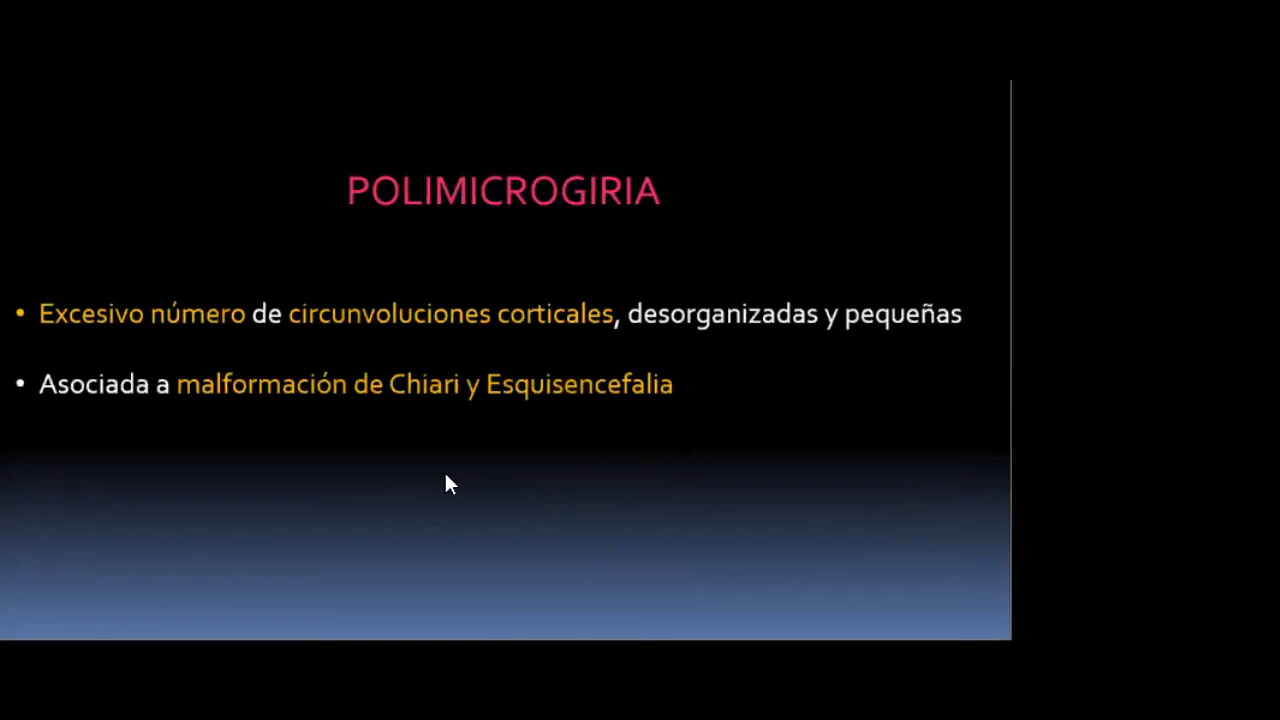 POLIMICROGIRIA
• Excesivo número de circunvoluciones corticales, desorganizadas y pequeñas
• Asociada a malformación de Chiari y Esquisencefalia